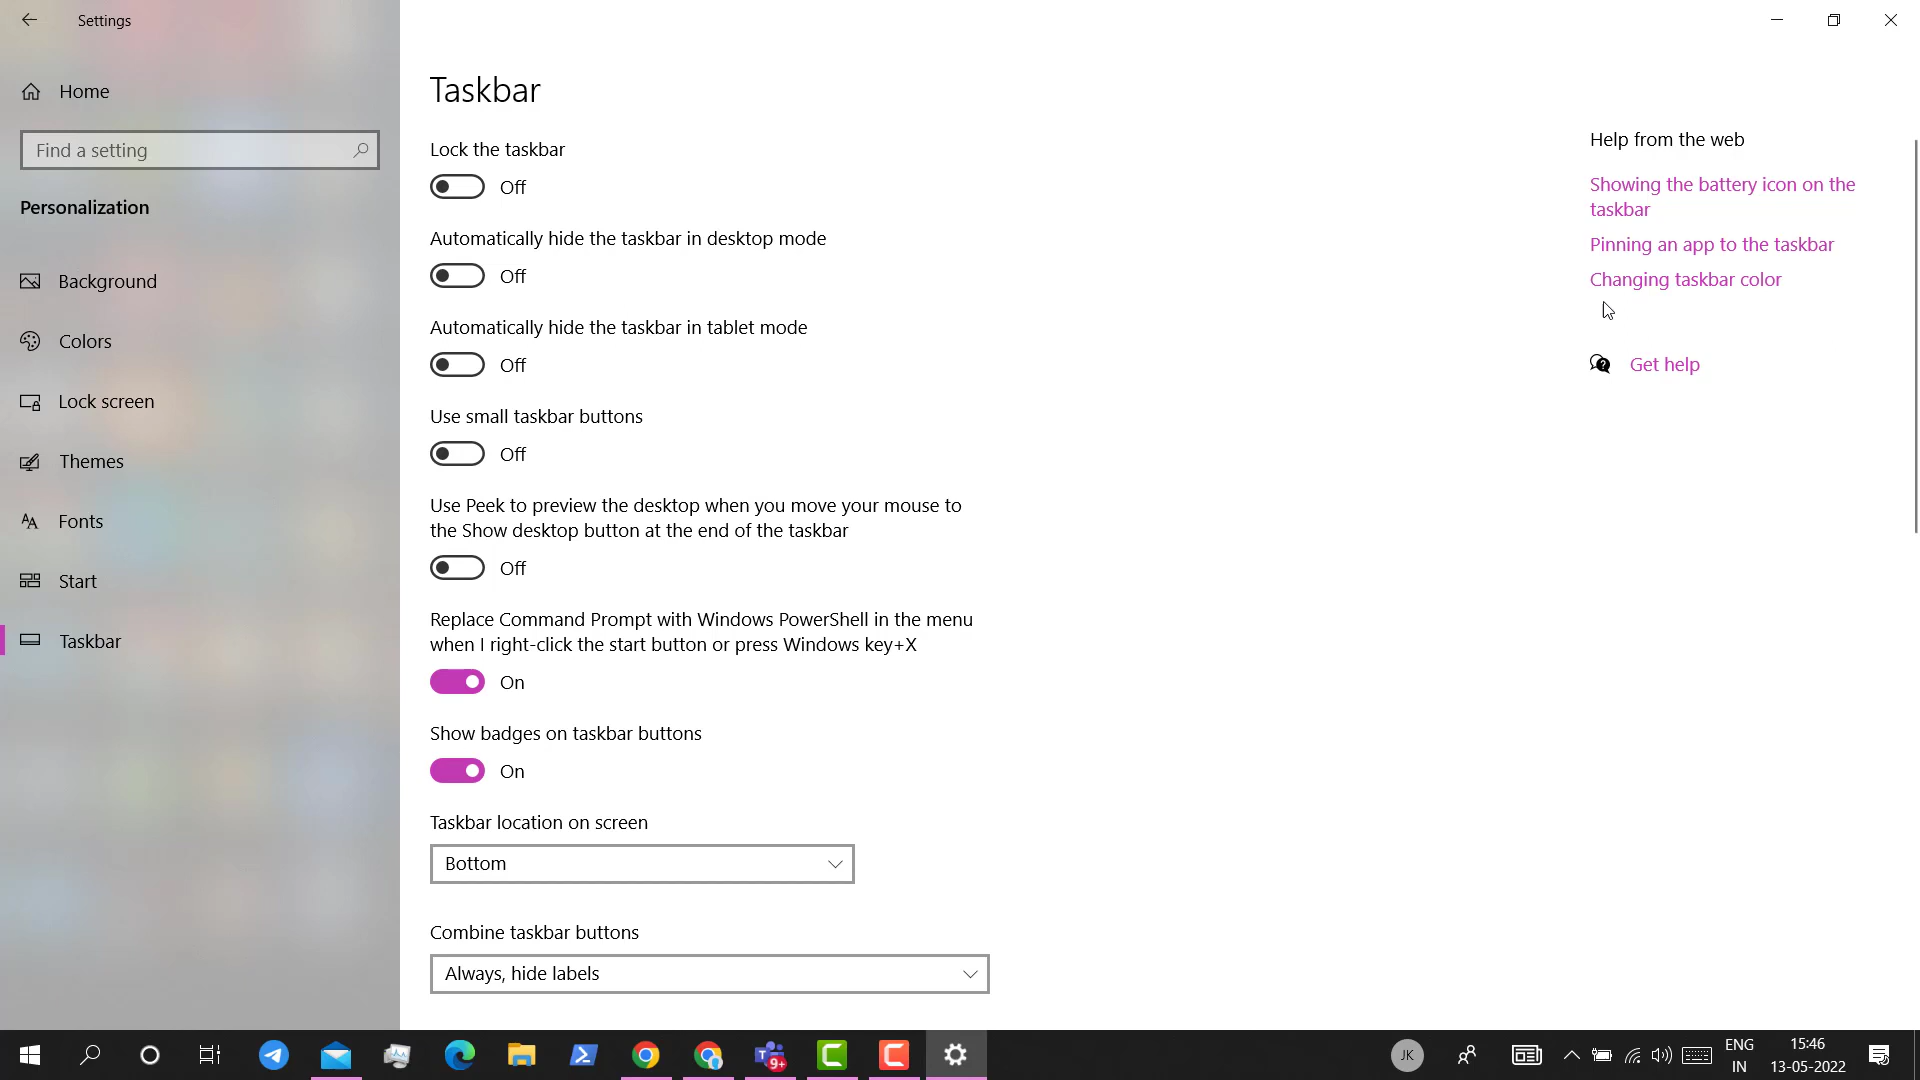 Settings
Home
Find a setting
Personalization
Background
Colors
Lock screen
Themes
Fonts
Start
Taskbar
Taskbar
Lock the taskbar
Off
Automatically hide the taskbar in desktop mode
Off
Automatically hide the taskbar in tablet mode
Off
Use small taskbar buttons
Off
Use Peek to preview the desktop when you move your mouse to
the Show desktop button at the end of the taskbar
Off
Replace Command Prompt with Windows PowerShell in the menu
when I right-click the start button or press Windows key+X
On
Show badges on taskbar buttons
On
Taskbar location on screen
Bottom
Combine taskbar buttons
Always, hide labels
Help from the web
Showing the battery icon on the
taskbar
Pinning an app to the taskbar
Changing taskbar color
Get help
9+
JK
ENG
IN
15:46
13-05-2022